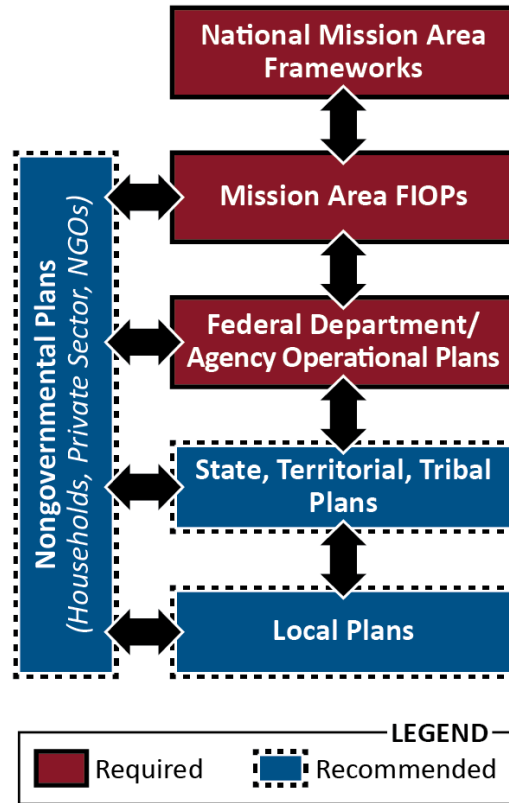 National Mission Area
Frameworks
Mission Area FIOPs
Federal Department/
Agency Operational Plans
State, Territorial, Tribal
Plans
Local Plans
Nongovernmental Plans
(Households, Private Sector, NGOs)
LEGEND
Required
Recommended